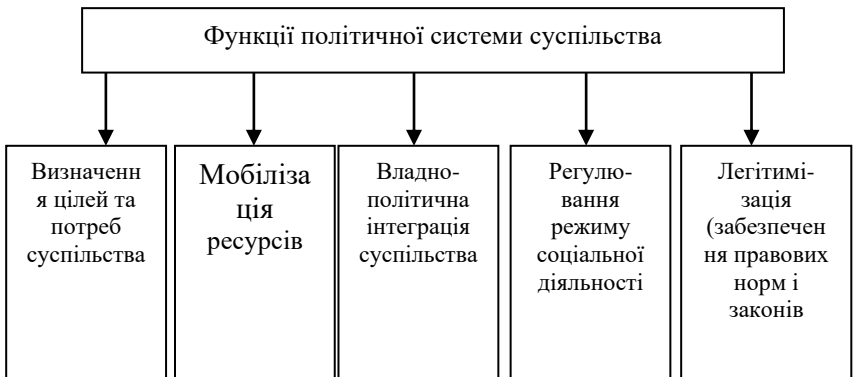 Функції політичної системи суспільства
Визначенн
я цілей та
потреб
суспільства
Мобіліза
ція
ресурсів
Владно-
політична
інтеграція
суспільства
Регулю-
вання
режиму
соціальної
діяльності
Легітимі-
зація
(забезпечен
ня правових
норм і
законів